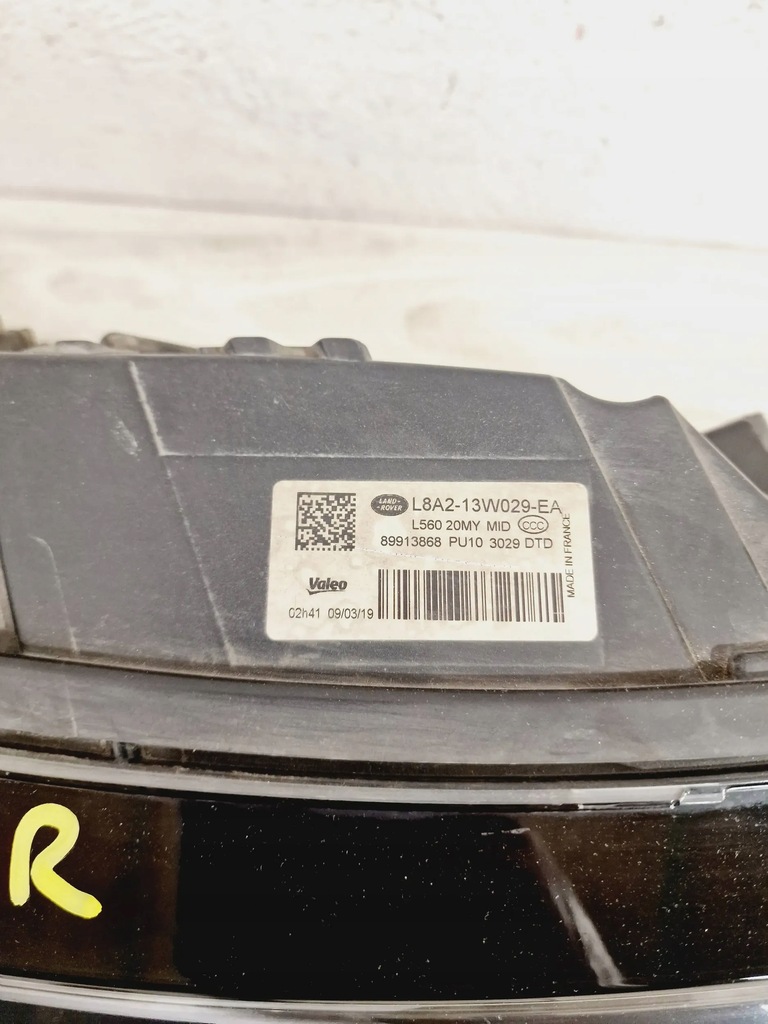 LAND-
-ROVER
L8A2-13W029-EA
L560 20MY MID CCC
89913868 PU10 3029 DTD
MADE IN FRANCE
Valeo
02h41 09/03/19
R